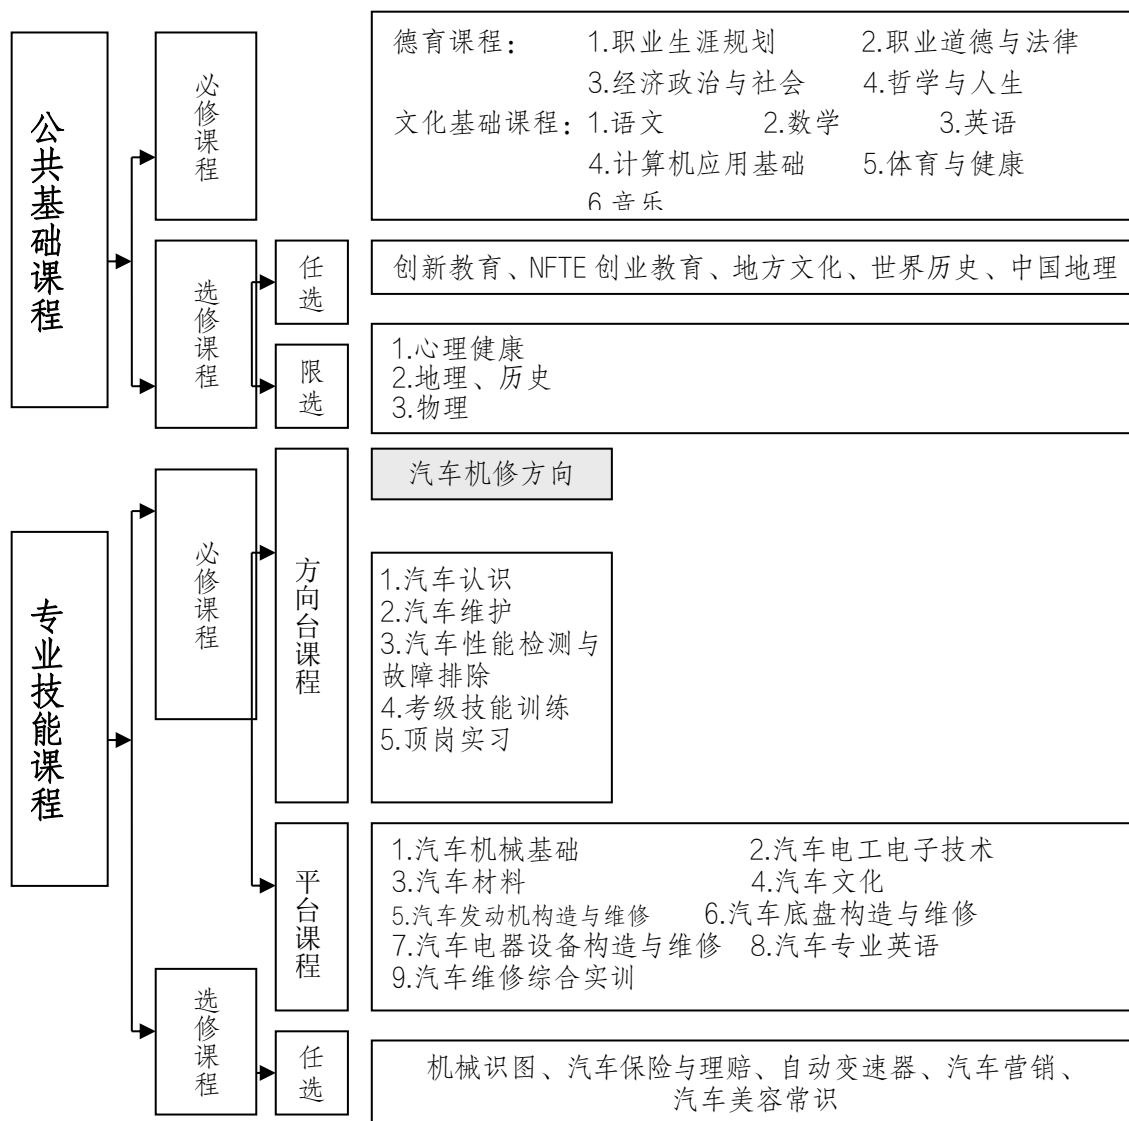 公共基础课程
必修课程
德育课程： 1.职业生涯规划 2.职业道德与法律
3.经济政治与社会 4.哲学与人生
文化基础课程：1.语文 2.数学 3.英语
4.计算机应用基础 5.体育与健康
6.音乐
选修课程
任选
创新教育、NFTE 创业教育、地方文化、世界历史、中国地理
限选
1.心理健康
2.地理、历史
3.物理
专业技能课程
必修课程
方向台课程
汽车机修方向
1.汽车认识
2.汽车维护
3.汽车性能检测与
故障排除
4.考级技能训练
5.顶岗实习
平台课程
1.汽车机械基础 2.汽车电工电子技术
3.汽车材料 4.汽车文化
5.汽车发动机构造与维修 6.汽车底盘构造与维修
7.汽车电器设备构造与维修 8.汽车专业英语
9.汽车维修综合实训
选修课程
任选
机械识图、汽车保险与理赔、自动变速器、汽车营销、
汽车美容常识